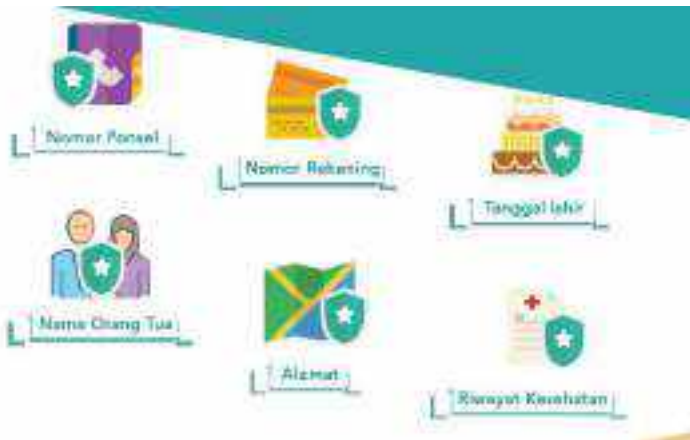 Nomor Ponsel
Nomor Rekening
Tanggal lahir
Nama Orang Tua
Alamat
Riwayat Kesehatan